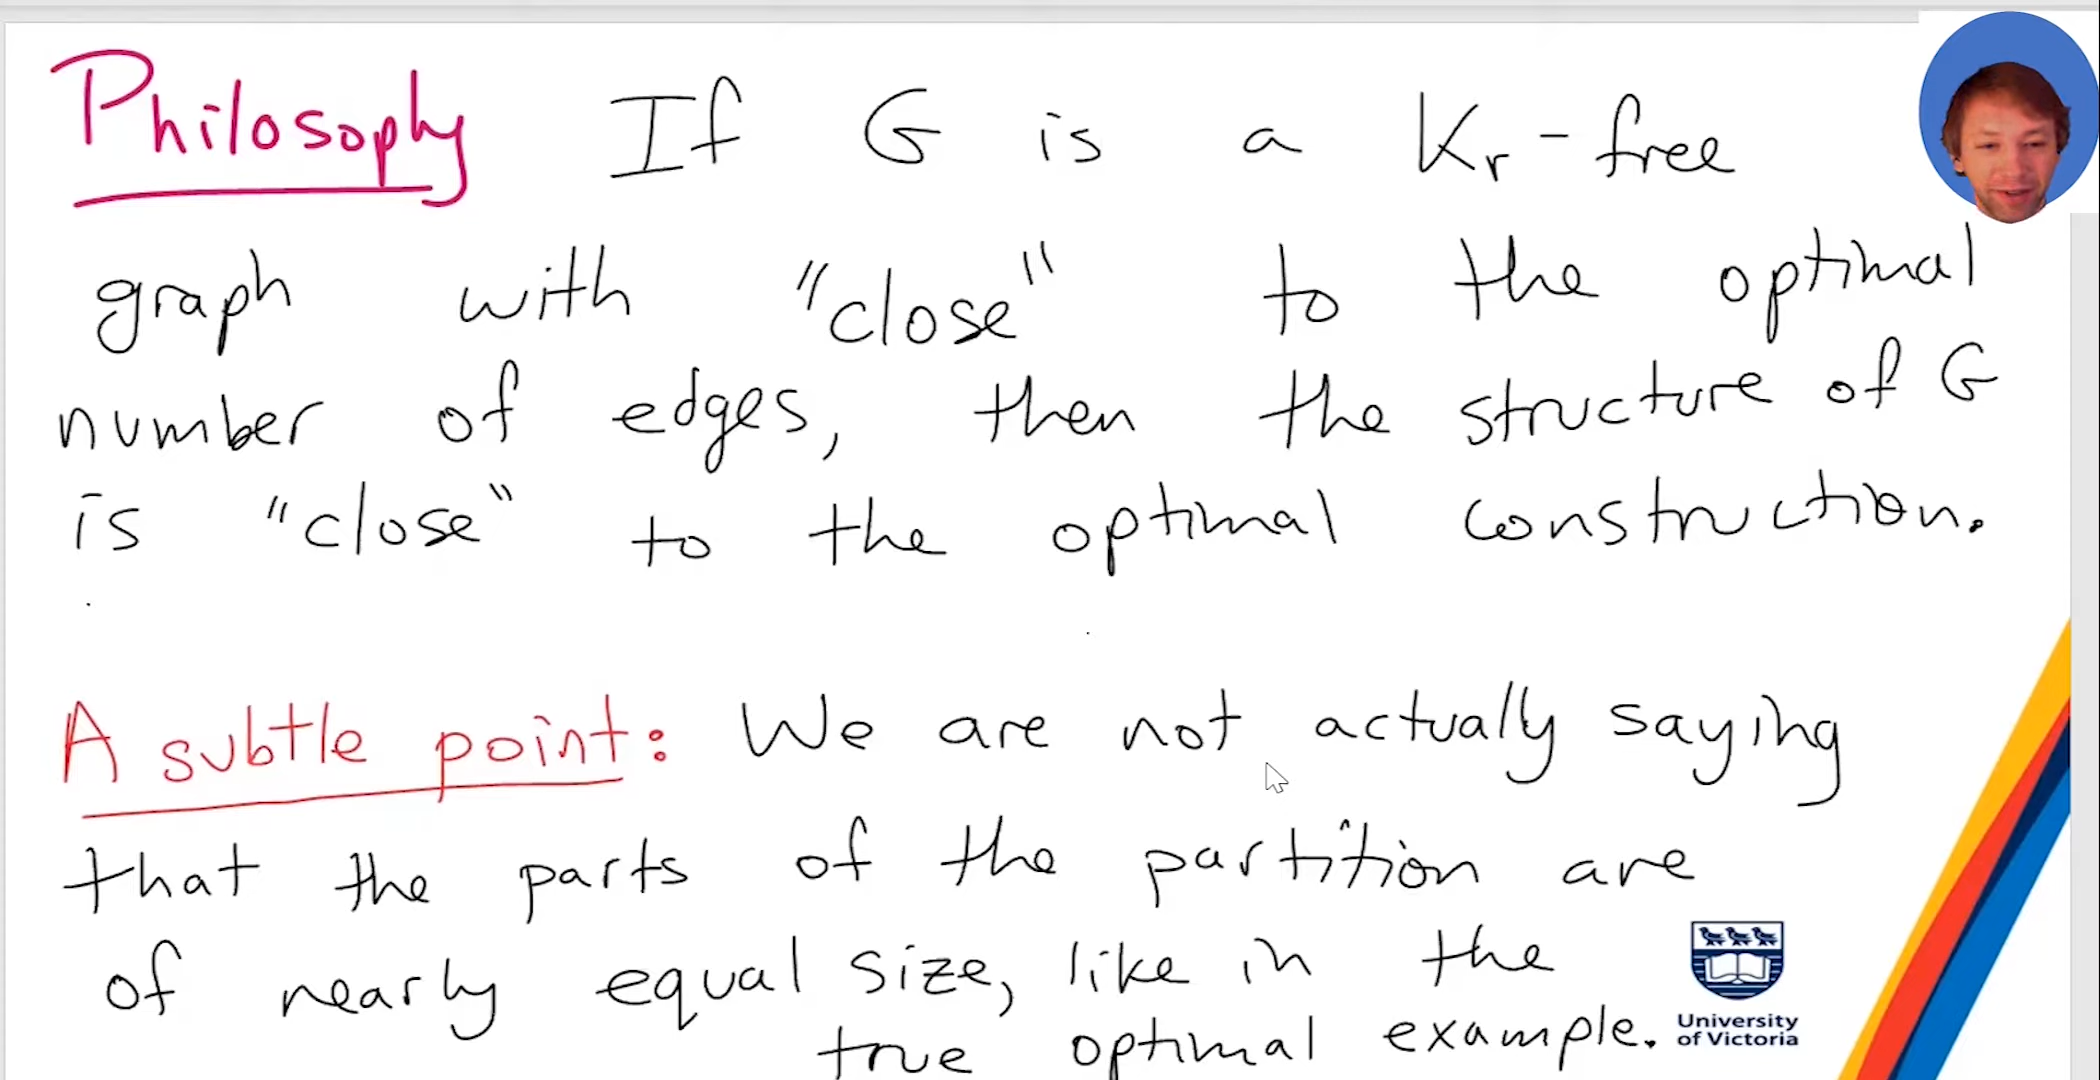 Philosophy If G is a Kr-free
graph with "close" to the optimal
number of edges, then the structure of G
is "close" to the optimal construction.
A subtle point: We are not actually saying
that the parts of the partition are
of nearly equal size, like in the
true optimal example.
University
of Victoria